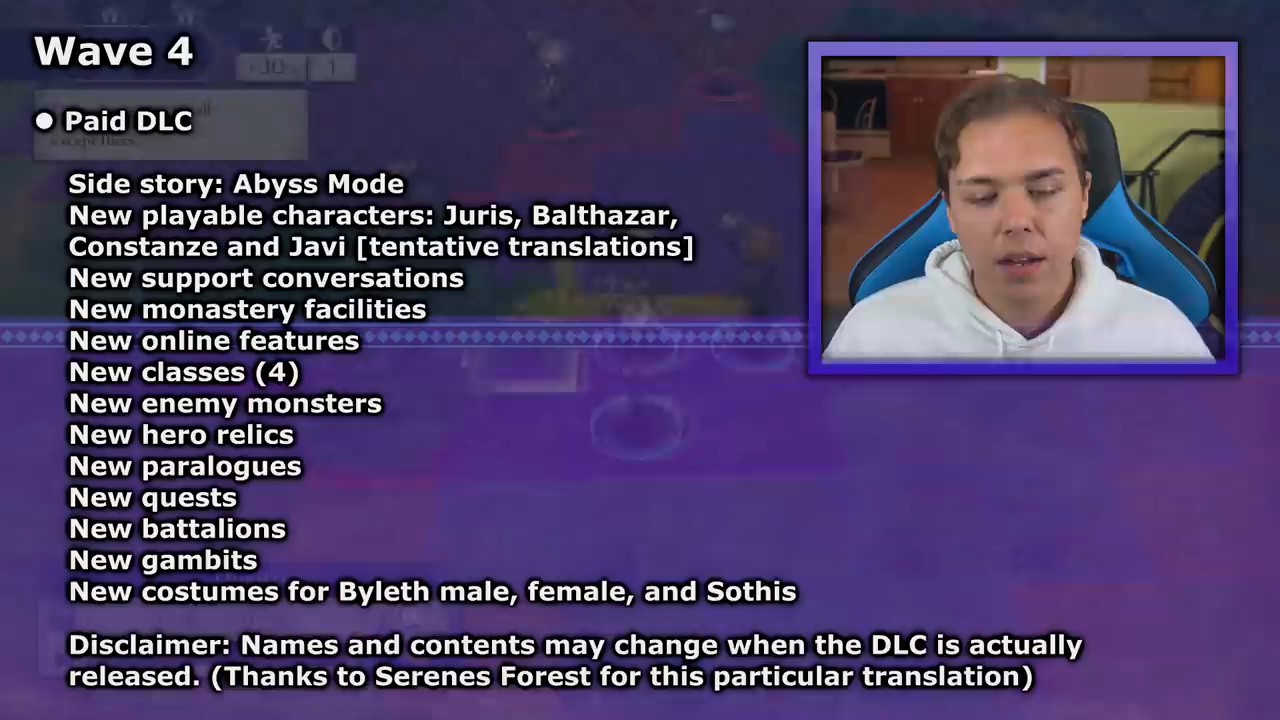 Wave 4
● Paid DLC
Side story: Abyss Mode
New playable characters: Juris, Balthazar,
Constanze and Javi [tentative translations]
New support conversations
New monastery facilities
New online features
New classes (4)
New enemy monsters
New hero relics
New paralogues
New quests
New battalions
New gambits
New costumes for Byleth male, female, and Sothis
Disclaimer: Names and contents may change when the DLC is actually
released. (Thanks to Serenes Forest for this particular translation)